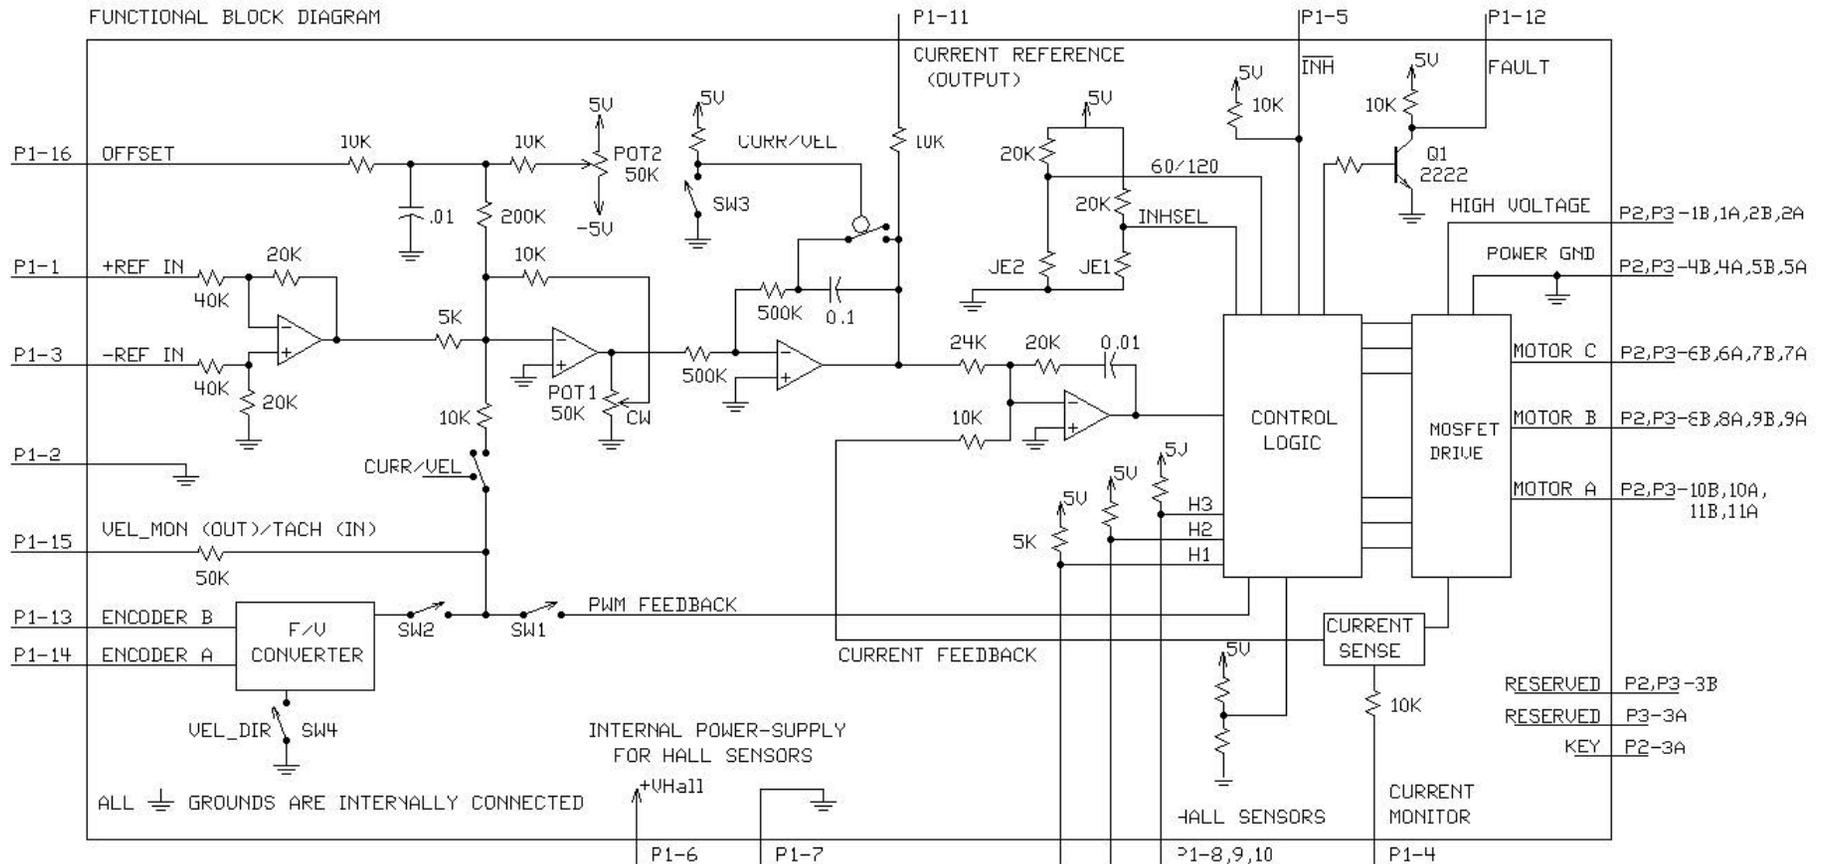 FUNCTIONAL BLOCK DIAGRAM
P1-11
P1-5
P1-12
CURRENT REFERENCE
(OUTPUT)
INH
FAULT
5V
10K
5V
10K
5V
5V
5V
P1-16
OFFSET
10K
10K
POT2
50K
CURR/VEL
10K
20K
60/120
Q1
2222
.01
200K
-5V
SW3
20K
INHSEL
HIGH VOLTAGE
P2,P3-1B,1A,2B,2A
P1-1
+REF IN
40K
20K
10K
500K
0.1
JE2
JE1
POWER GND
P2,P3-4B,4A,5B,5A
5K
24K
20K
0.01
P1-3
-REF IN
40K
20K
POT1
50K
CW
500K
10K
10K
CONTROL
LOGIC
MOSFET
DRIVE
MOTOR C
P2,P3-6B,6A,7B,7A
MOTOR B
P2,P3-8B,8A,9B,9A
MOTOR A
P2,P3-10B,10A,
11B,11A
P1-2
CURR/VEL
5V
5V
5V
5K
H3
H2
H1
P1-15
VEL_MON (OUT)/TACH (IN)
50K
P1-13
ENCODER B
P1-14
ENCODER A
F/V
CONVERTER
SW2
SW1
PWM FEEDBACK
CURRENT FEEDBACK
CURRENT
SENSE
5V
10K
RESERVED
P2,P3-3B
RESERVED
P3-3A
KEY
P2-3A
VEL_DIR
SW4
INTERNAL POWER-SUPPLY
FOR HALL SENSORS
+VHall
ALL GROUNDS ARE INTERNALLY CONNECTED
HALL SENSORS
CURRENT
MONITOR
P1-6
P1-7
P1-8,9,10
P1-4